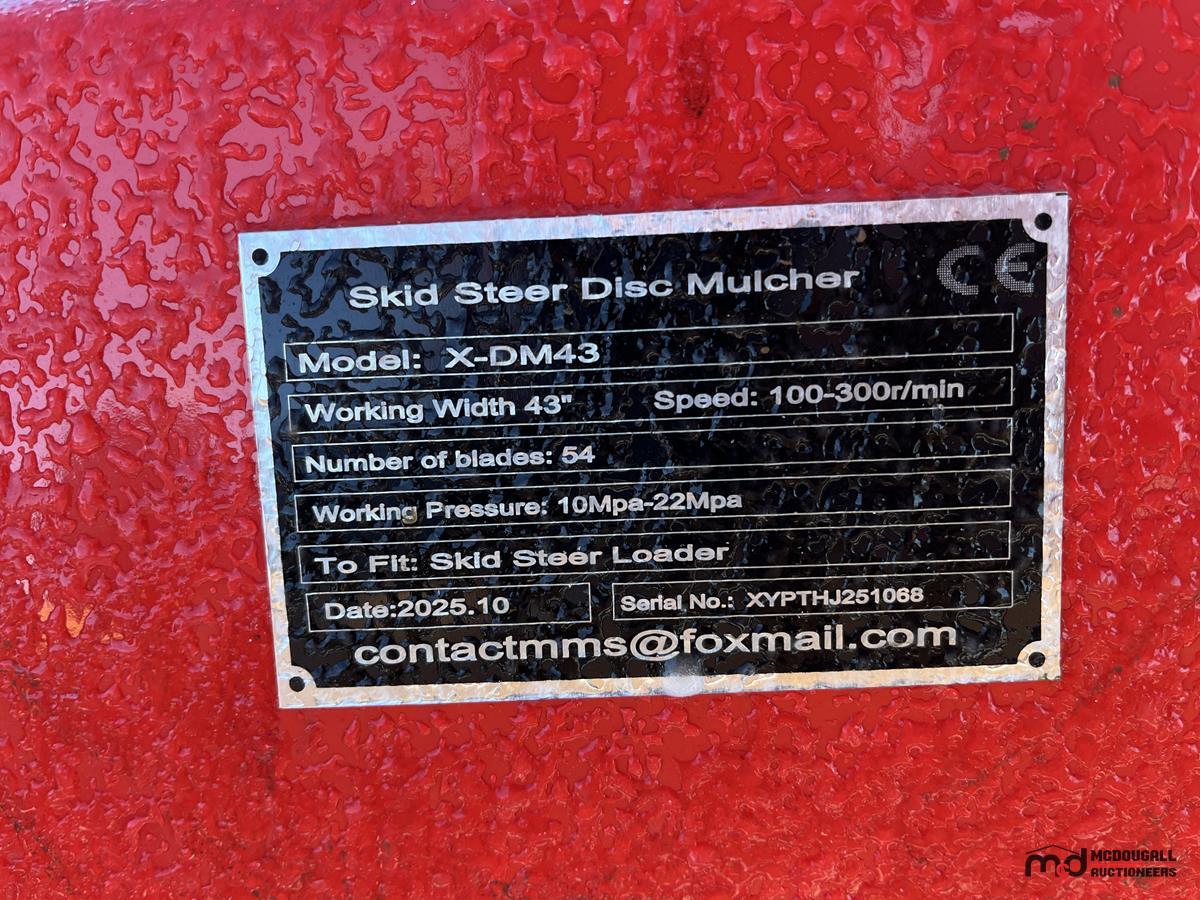 Skid Steer Disc Mulcher
CE
Model: X-DM43
Working Width 43" Speed: 100-300r/min
Number of blades: 54
Working Pressure: 10Mpa-22Mpa
To Fit: Skid Steer Loader
Date:2025.10 Serial No.: XYPTHJ251068
contactmms@foxmail.com
md MCDOUGALL
AUCTIONEERS